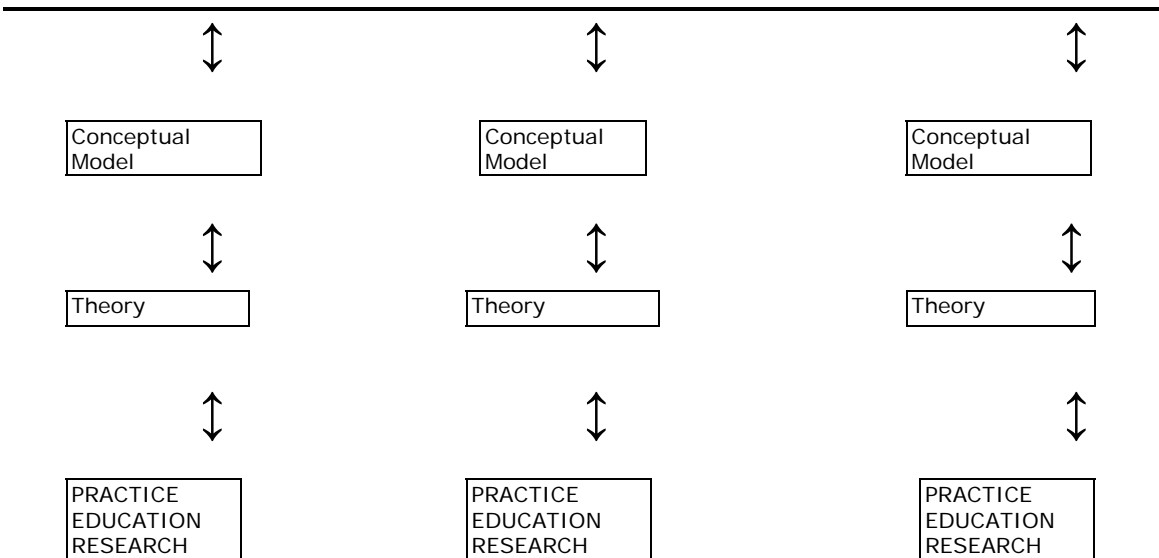 Conceptual
Model
Conceptual
Model
Conceptual
Model
Theory
Theory
Theory
PRACTICE
EDUCATION
RESEARCH
PRACTICE
EDUCATION
RESEARCH
PRACTICE
EDUCATION
RESEARCH